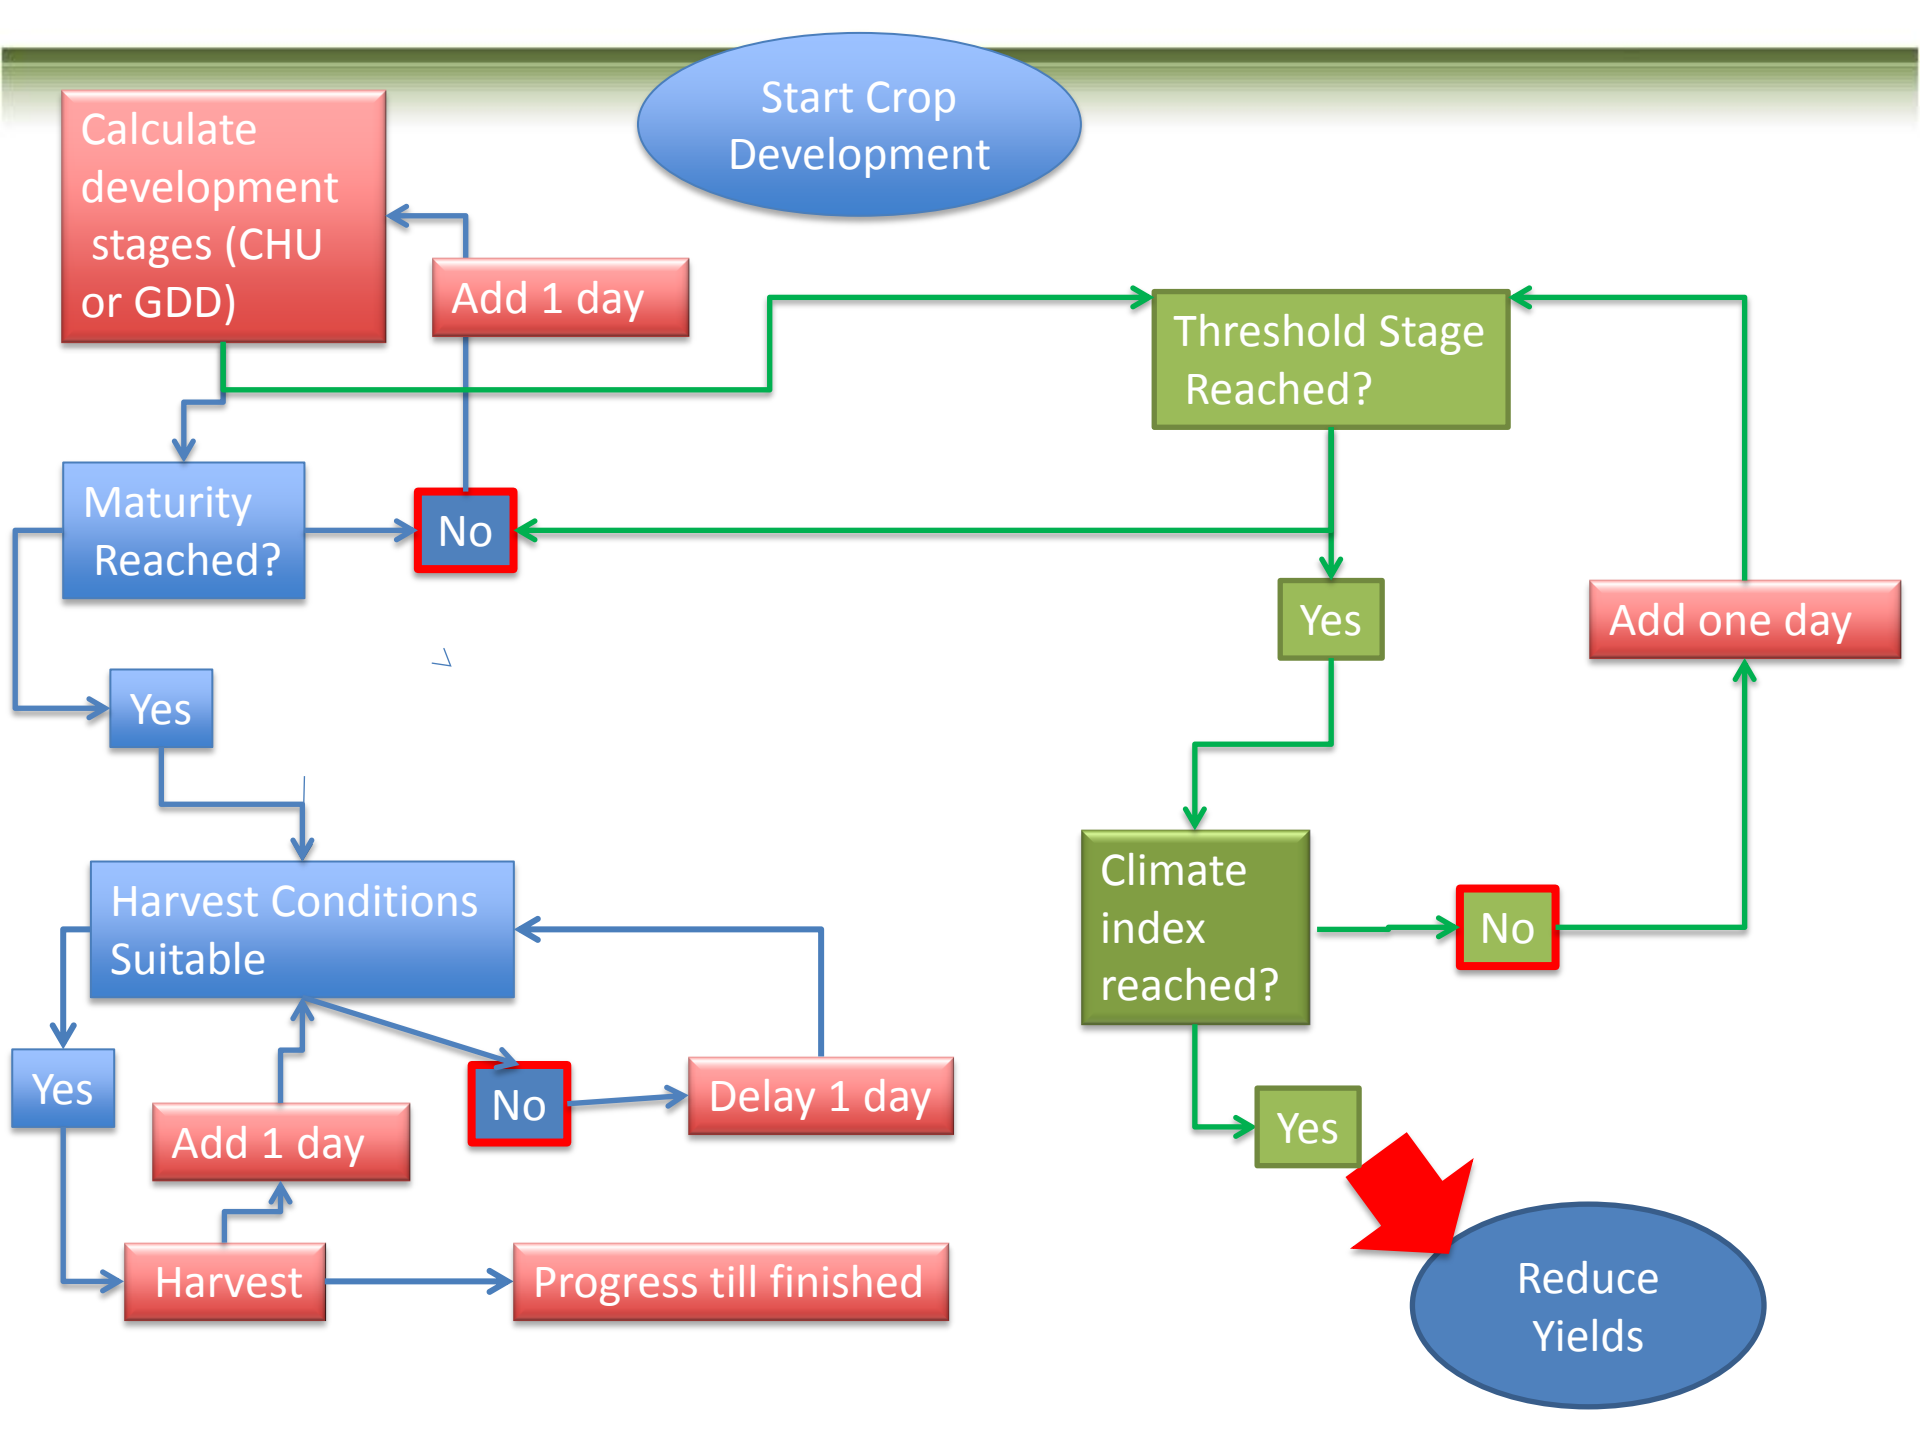 Start Crop
Development
Calculate
development
stages (CHU
or GDD)
Add 1 day
Threshold Stage
Reached?
Maturity
Reached?
No
Yes
Add one day
Yes
Harvest Conditions
Suitable
Climate
index
reached?
No
Yes
No
Delay 1 day
Add 1 day
Yes
Harvest
Progress till finished
Reduce
Yields